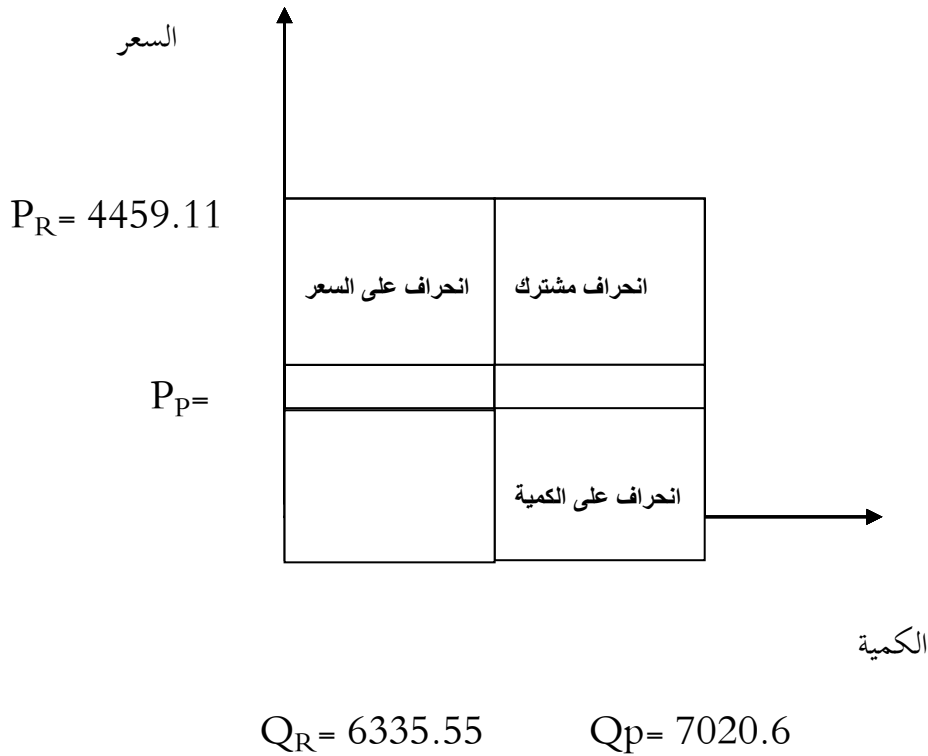 السعر
P_R= 4459.11
انحراف على السعر
انحراف مشترك
P_P=
انحراف على الكمية
الكمية
Q_R= 6335.55
Qp= 7020.6